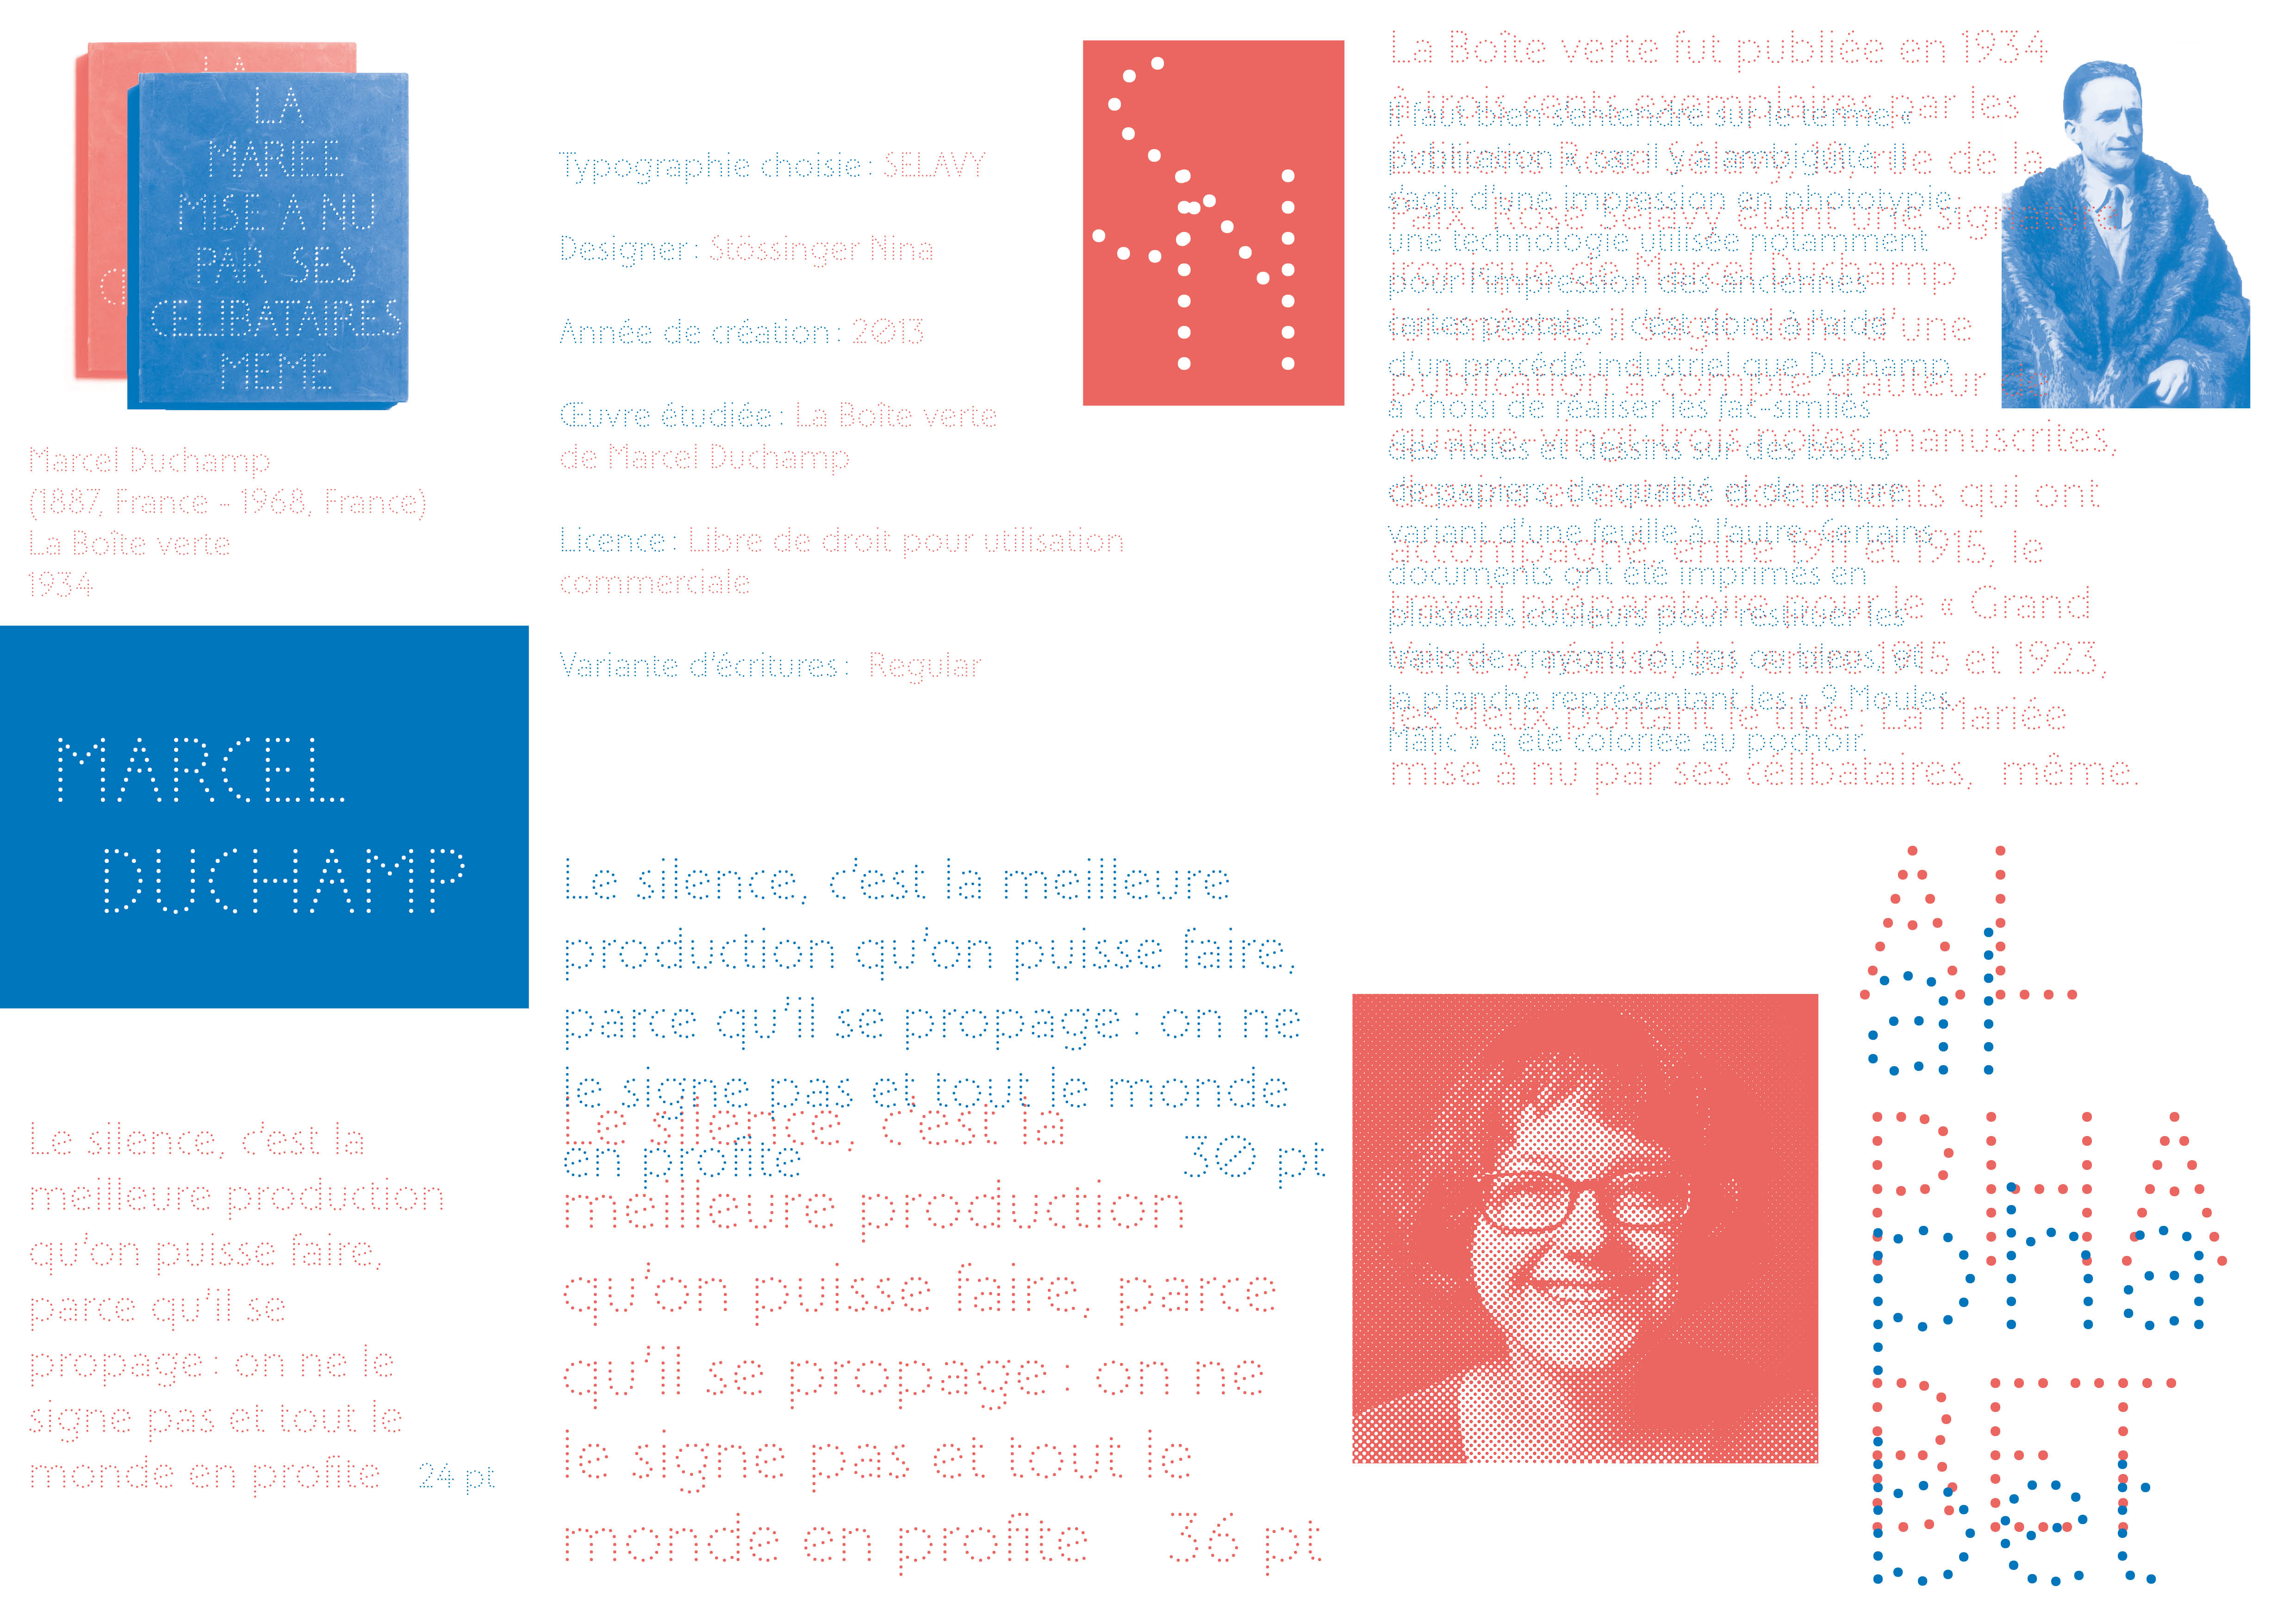 LA
LA
MARIEE
MISE A NU
PAR SES
CELIBATAIRES
MEME
Marcel Duchamp
(1887, France - 1968, France)
La Boîte verte
1934
MARCEL
DUCHAMP
Le silence, c'est la
meilleure production
qu'on puisse faire,
parce qu'il se
propage : on ne le
signe pas et tout le
monde en profite 24 pt
Typographie choisie : SELAVY
Designer : Stössinger Nina
Année de création : 2013
Œuvre étudiée : La Boîte verte
de Marcel Duchamp
Licence : Libre de droit pour utilisation
commerciale
Variante d'écritures : Regular
SN
Le silence, c'est la meilleure
production qu'on puisse faire,
parce qu'il se propage : on ne
le signe pas et tout le monde
en profite 30 pt
Le silence, c'est la
meilleure production
qu'on puisse faire, parce
qu'il se propage : on ne
le signe pas et tout le
monde en profite 36 pt
La Boîte verte fut publiée en 1934
à trois cents exemplaires par les
Éditions Rrose Sélavy, rue de la
Paix. Rose Sélavy étant une signature
iconique de Marcel Duchamp
il s'agit d'une
publication à compte d'auteur de
quatre-vingt-trois notes manuscrites,
documents qui ont
accompagné, entre 1911 et 1915, le
travail préparatoire pour le « Grand
Verre », réalisé, entre 1915 et 1923,
les deux portant le titre : La Mariée
mise à nu par ses célibataires, même.
Il faut bien s'entendre sur le terme «
publication ambigüité : il
s'agit d'une impression en phototypie,
une technologie utilisée notamment
pour l'impression des anciennes
cartes postales : c'est donc à l'aide
d'un procédé industriel que Duchamp
à choisi de réaliser les fac-similés
des notes et dessins sur des bouts
de papiers, de qualité et de nature
variant d'une feuille à l'autre. Certains
documents ont été imprimés en
plusieurs couleurs pour restituer les
traits de crayons rouges ou bleus, et
la planche représentant les « 9 Moules
Malic » a été coloriée au pochoir.
AL
al
PHA
pha
BET
bet